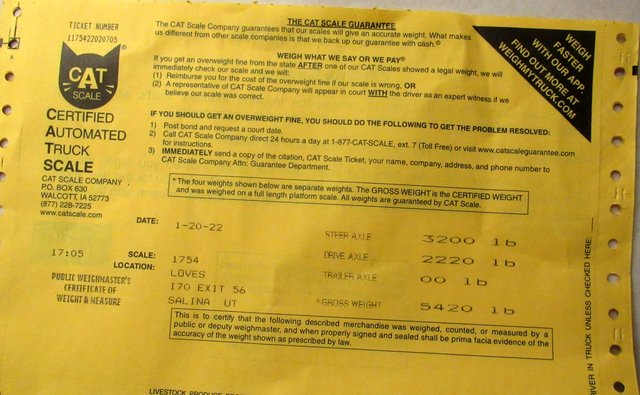 TICKET NUMBER
1175422020705
CAT
SCALE
CERTIFIED
AUTOMATED
TRUCK
SCALE
CAT SCALE COMPANY
P.O. BOX 630
WALCOTT, IA 52773
(877) 228-7225
www.catscale.com
THE CAT SCALE GUARANTEE
The CAT Scale Company guarantees that our scales will give an accurate weight. What makes
us different from other scale companies is that we back up our guarantee with cash.®
WEIGH WHAT WE SAY OR WE PAY®
If you get an overweight fine from the state AFTER one of our CAT Scales showed a legal weight, we will
immediately check our scale and we will:
(1) Reimburse you for the cost of the overweight fine if our scale is wrong, OR
(2) A representative of CAT Scale Company will appear in court WITH the driver as an expert witness if we
believe our scale was correct.
IF YOU SHOULD GET AN OVERWEIGHT FINE, YOU SHOULD DO THE FOLLOWING TO GET THE PROBLEM RESOLVED:
1) Post bond and request a court date.
2) Call CAT Scale Company direct 24 hours a day at 1-877-CAT-SCALE, ext. 7 (Toll Free) or visit www.catscaleguarantee.com
for instructions.
3) IMMEDIATELY send a copy of the citation, CAT Scale Ticket, your name, company, address, and phone number to
CAT Scale Company Attn: Guarantee Department.
WEIGH
FASTER
WITH OUR APP.
FIND OUT MORE AT
WEIGHMYTRUCK.COM
* The four weights shown below are separate weights. The GROSS WEIGHT is the CERTIFIED WEIGHT
and was weighed on a full length platform scale. All weights are guaranteed by CAT Scale.
DATE: 1-20-22
STEER AXLE 3200 lb
17:05
SCALE: 1754
DRIVE AXLE 2220 lb
LOCATION: LOVES
TRAILER AXLE 00 lb
I70 EXIT 56
SALINA UT
* GROSS WEIGHT 5420 lb
PUBLIC WEIGHMASTER'S
CERTIFICATE OF
WEIGHT & MEASURE
This is to certify that the following described merchandise was weighed, counted, or measured by a
public or deputy weighmaster, and when properly signed and sealed shall be prima facia evidence of the
accuracy of the weight shown as prescribed by law.
IN TRUCK UNLESS CHECKED HERE
LIVESTOCK